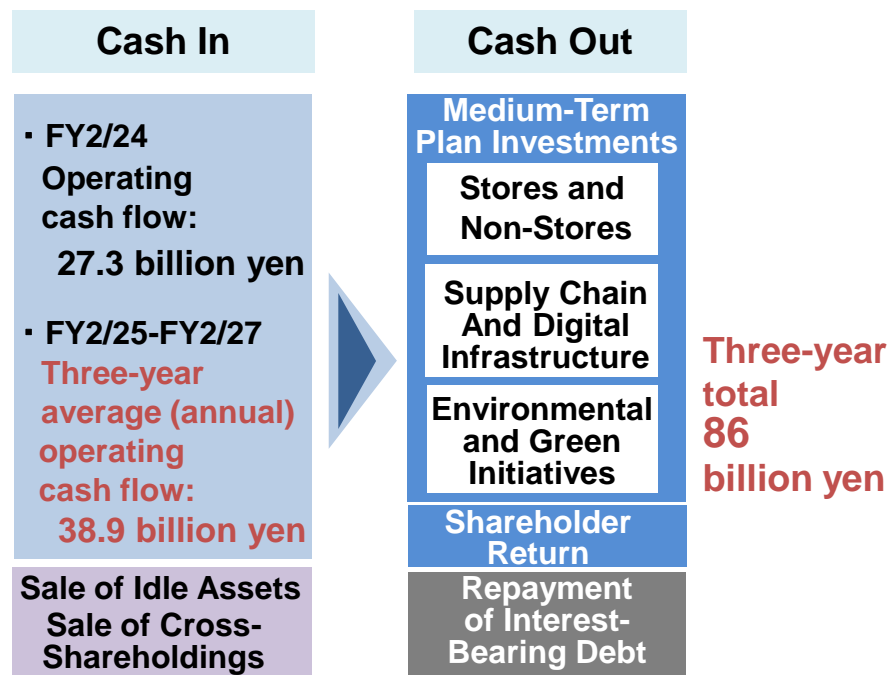 Cash In
・ FY2/24
Operating
cash flow:
27.3 billion yen
・ FY2/25-FY2/27
Three-year
average (annual)
operating
cash flow:
38.9 billion yen
Sale of Idle Assets
Sale of Cross-
Shareholdings
Cash Out
Medium-Term
Plan Investments
Stores and
Non-Stores
Supply Chain
And Digital
Infrastructure
Environmental
and Green
Initiatives
Shareholder
Return
Repayment
of Interest-
Bearing Debt
Three-year
total
86
billion yen